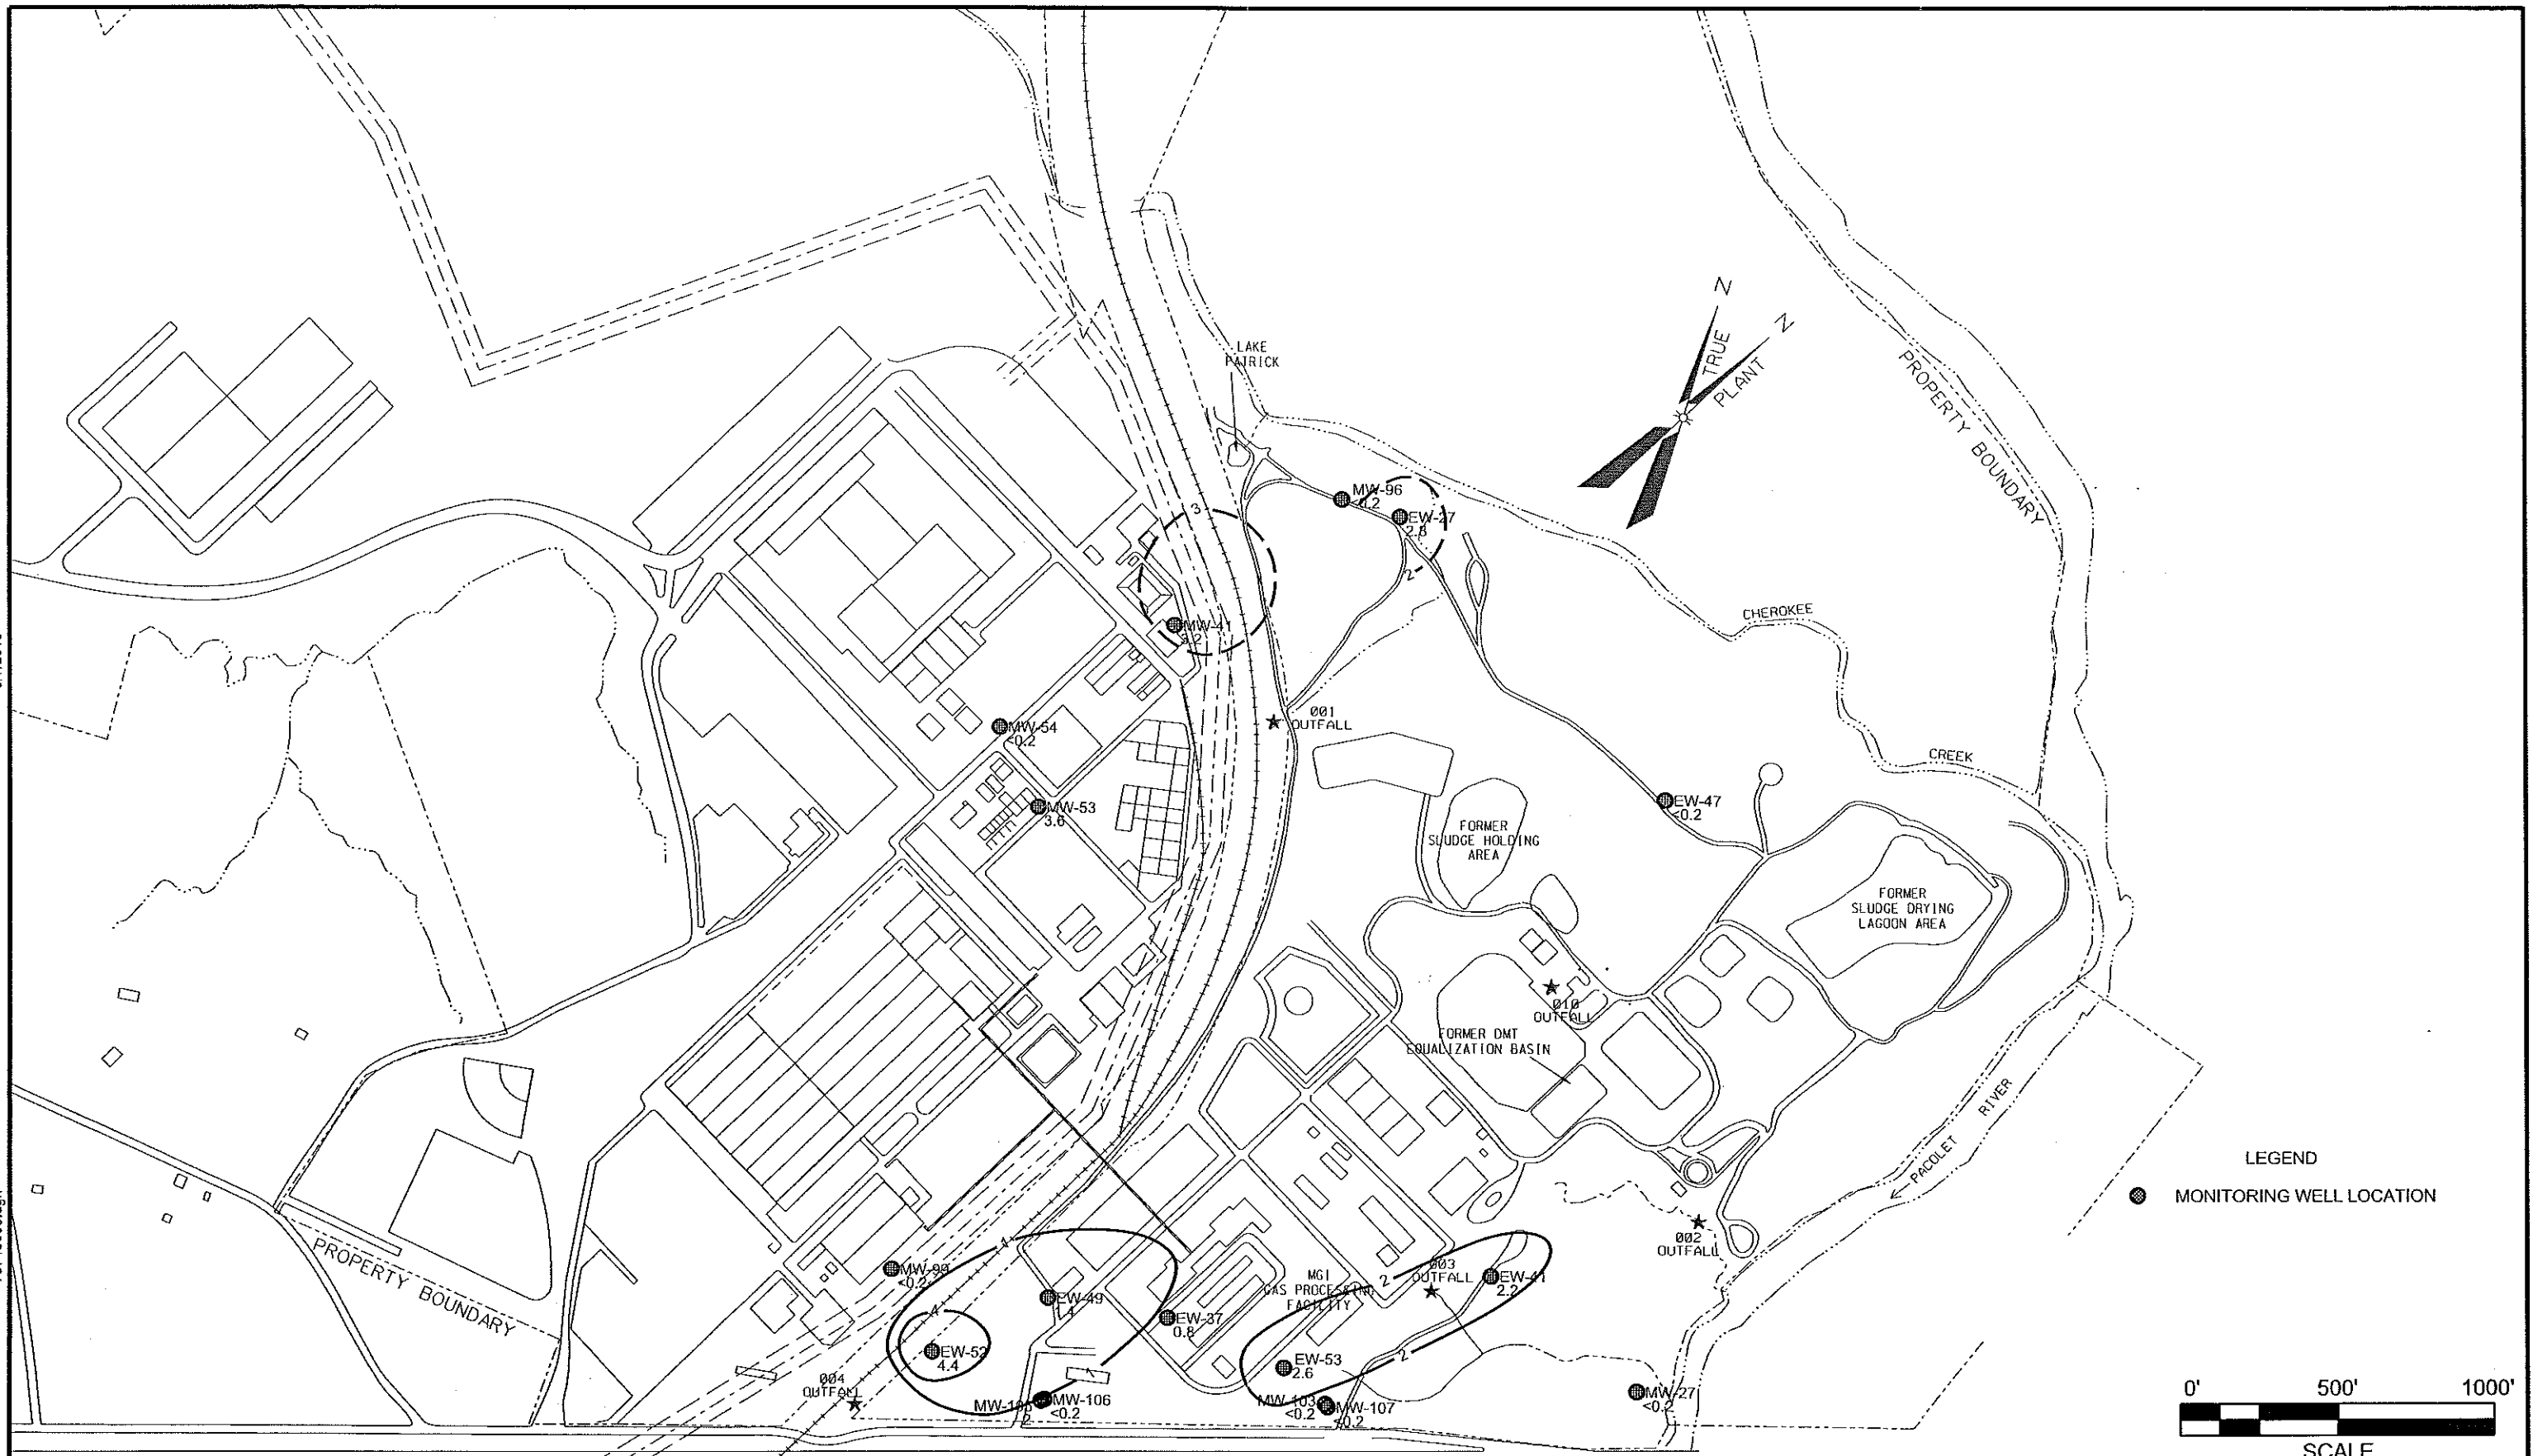 LAKE
PATRICK
N
N
TRUE
PLANT
PROPERTY BOUNDARY
MW-96
<0.2
EW-27
2.8
3
2
MW-41
3.2
CHEROKEE
CREEK
MW-54
<0.2
001
OUTFALL
MW-53
3.6
EW-47
<0.2
FORMER
SLUDGE HOLDING
AREA
FORMER
SLUDGE DRYING
LAGOON AREA
010
OUTFALL
FORMER DMT
EQUALIZATION BASIN
PACOLET RIVER
LEGEND
MONITORING WELL LOCATION
002
OUTFALL
PROPERTY BOUNDARY
MW-99
<0.2
EW-49
1.4
EW-37
0.8
MGI
GAS PROCESSING
FACILITY
003
OUTFALL
2
EW-41
2.2
4
EW-52
4.4
EW-53
2.6
2
004
OUTFALL
MW-106
<0.2
MW-103
<0.2
MW-107
<0.2
MW-27
<0.2
0' 500' 1000'
SCALE